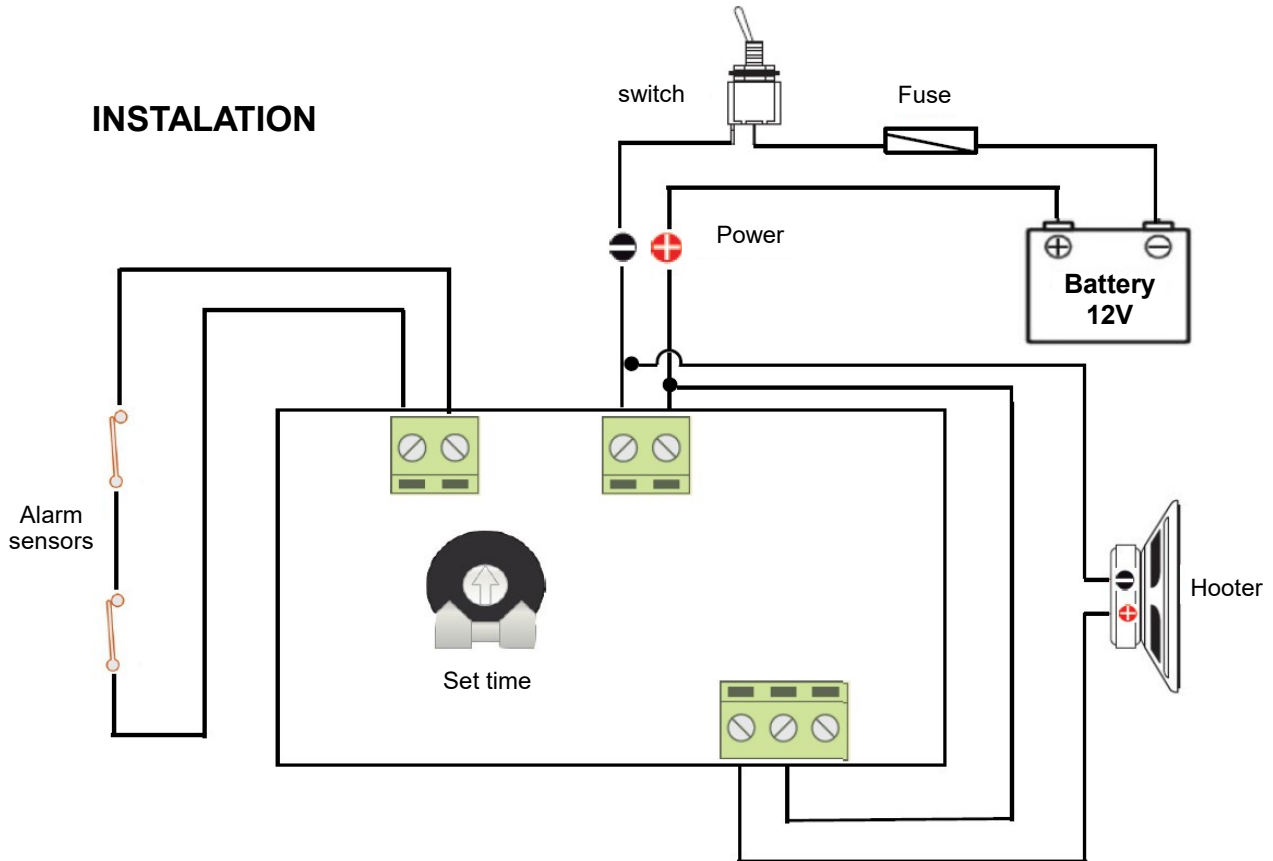 INSTALATION
switch
Fuse
Power
Battery
12V
Alarm
sensors
Hooter
Set time